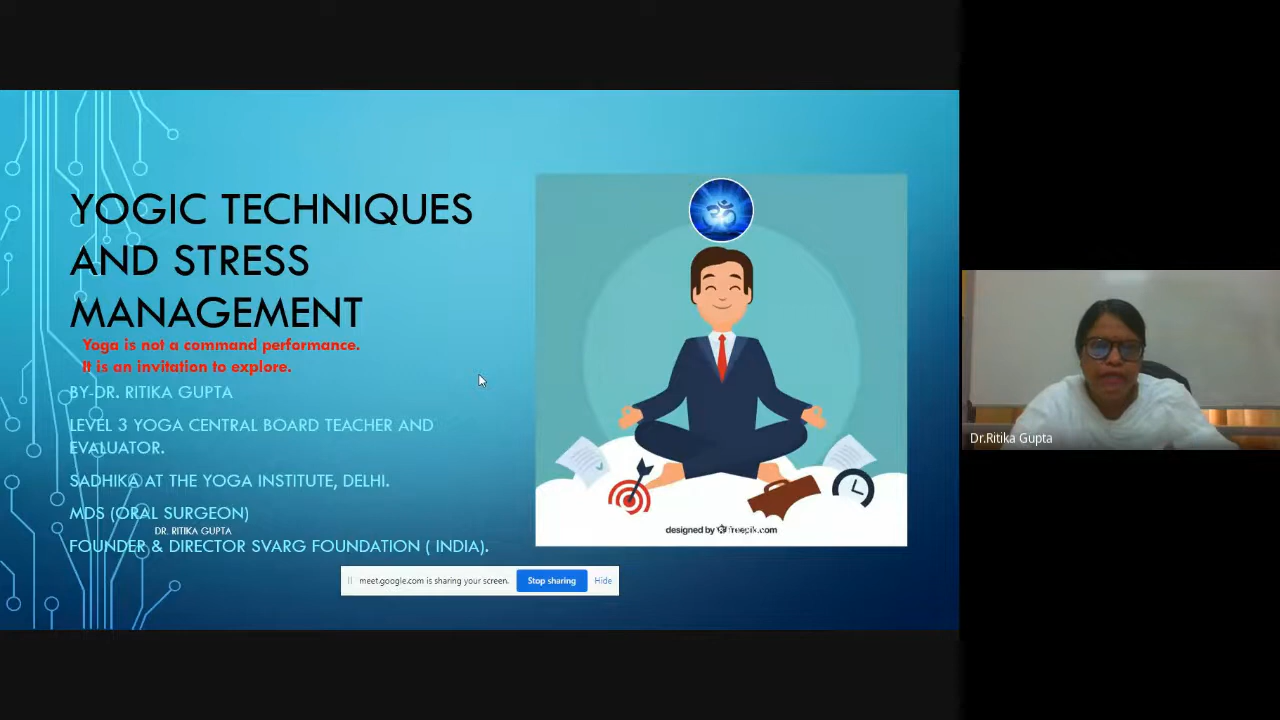 YOGIC TECHNIQUES
AND STRESS
MANAGEMENT
Yoga is not a command performance.
It is an invitation to explore.
BY-DR. RITIKA GUPTA
LEVEL 3 YOGA CENTRAL BOARD TEACHER AND
EVALUATOR.
SADHIKA AT THE YOGA INSTITUTE, DELHI.
MDS (ORAL SURGEON)
DR. RITIKA GUPTA
FOUNDER & DIRECTOR SVARG FOUNDATION ( INDIA).
ॐ
designed by freepik.com
meet.google.com is sharing your screen.
Stop sharing
Hide
Dr.Ritika Gupta